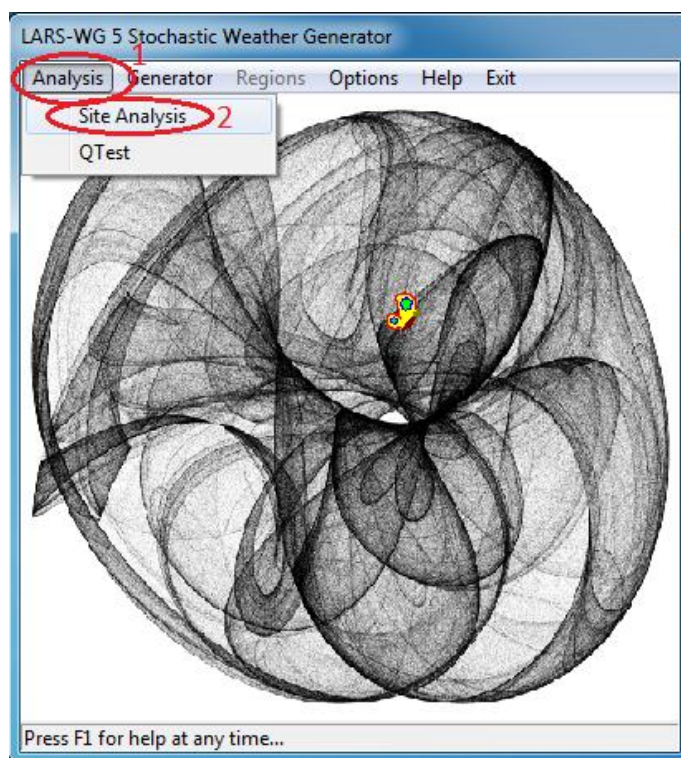 LARS-WG 5 Stochastic Weather Generator
1
Analysis Generator Regions Options Help Exit
Site Analysis 2
QTest
Press F1 for help at any time...